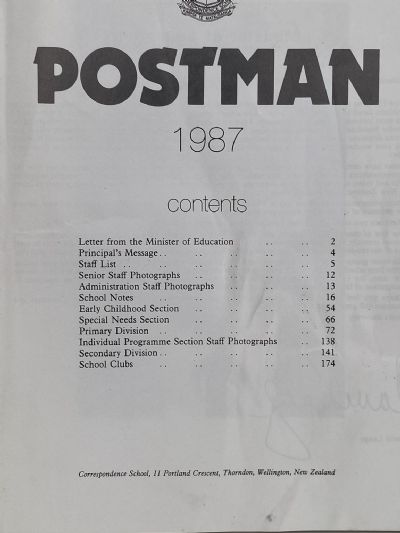 POSTMAN
1987
contents
Letter from the Minister of Education .. .. 2
Principal's Message .. .. .. .. .. 4
Staff List .. .. .. .. .. .. 5
Senior Staff Photographs .. .. .. .. 12
Administration Staff Photographs .. .. .. 13
School Notes .. .. .. .. .. 16
Early Childhood Section .. .. .. .. 54
Special Needs Section .. .. .. .. 66
Primary Division .. .. .. .. .. 72
Individual Programme Section Staff Photographs .. 138
Secondary Division .. .. .. .. .. 141
School Clubs .. .. .. .. .. 174
Correspondence School, 11 Portland Crescent, Thorndon, Wellington, New Zealand